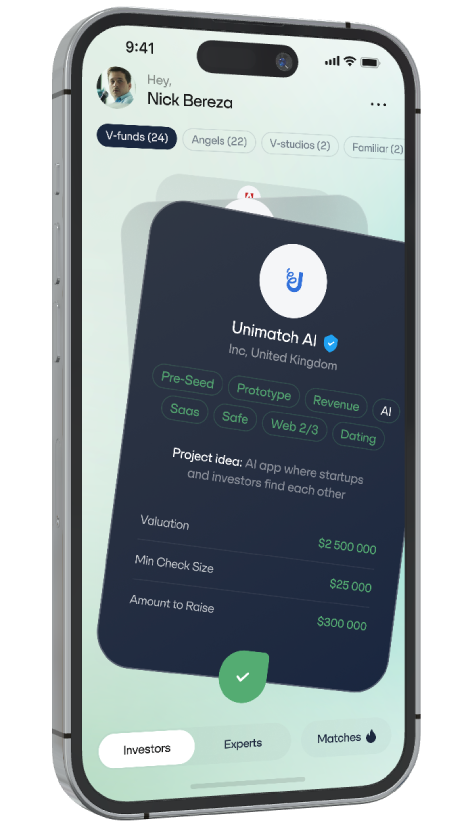 9:41
Hey,
Nick Bereza
V-funds (24) Angels (22) V-studios (2) Familiar (2)
Unimatch AI
Inc, United Kingdom
Pre-Seed Prototype Revenue AI
Saas Safe Web 2/3 Dating
Project idea: AI app where startups
and investors find each other
Valuation $2 500 000
Min Check Size $25 000
Amount to Raise $300 000
Investors Experts Matches